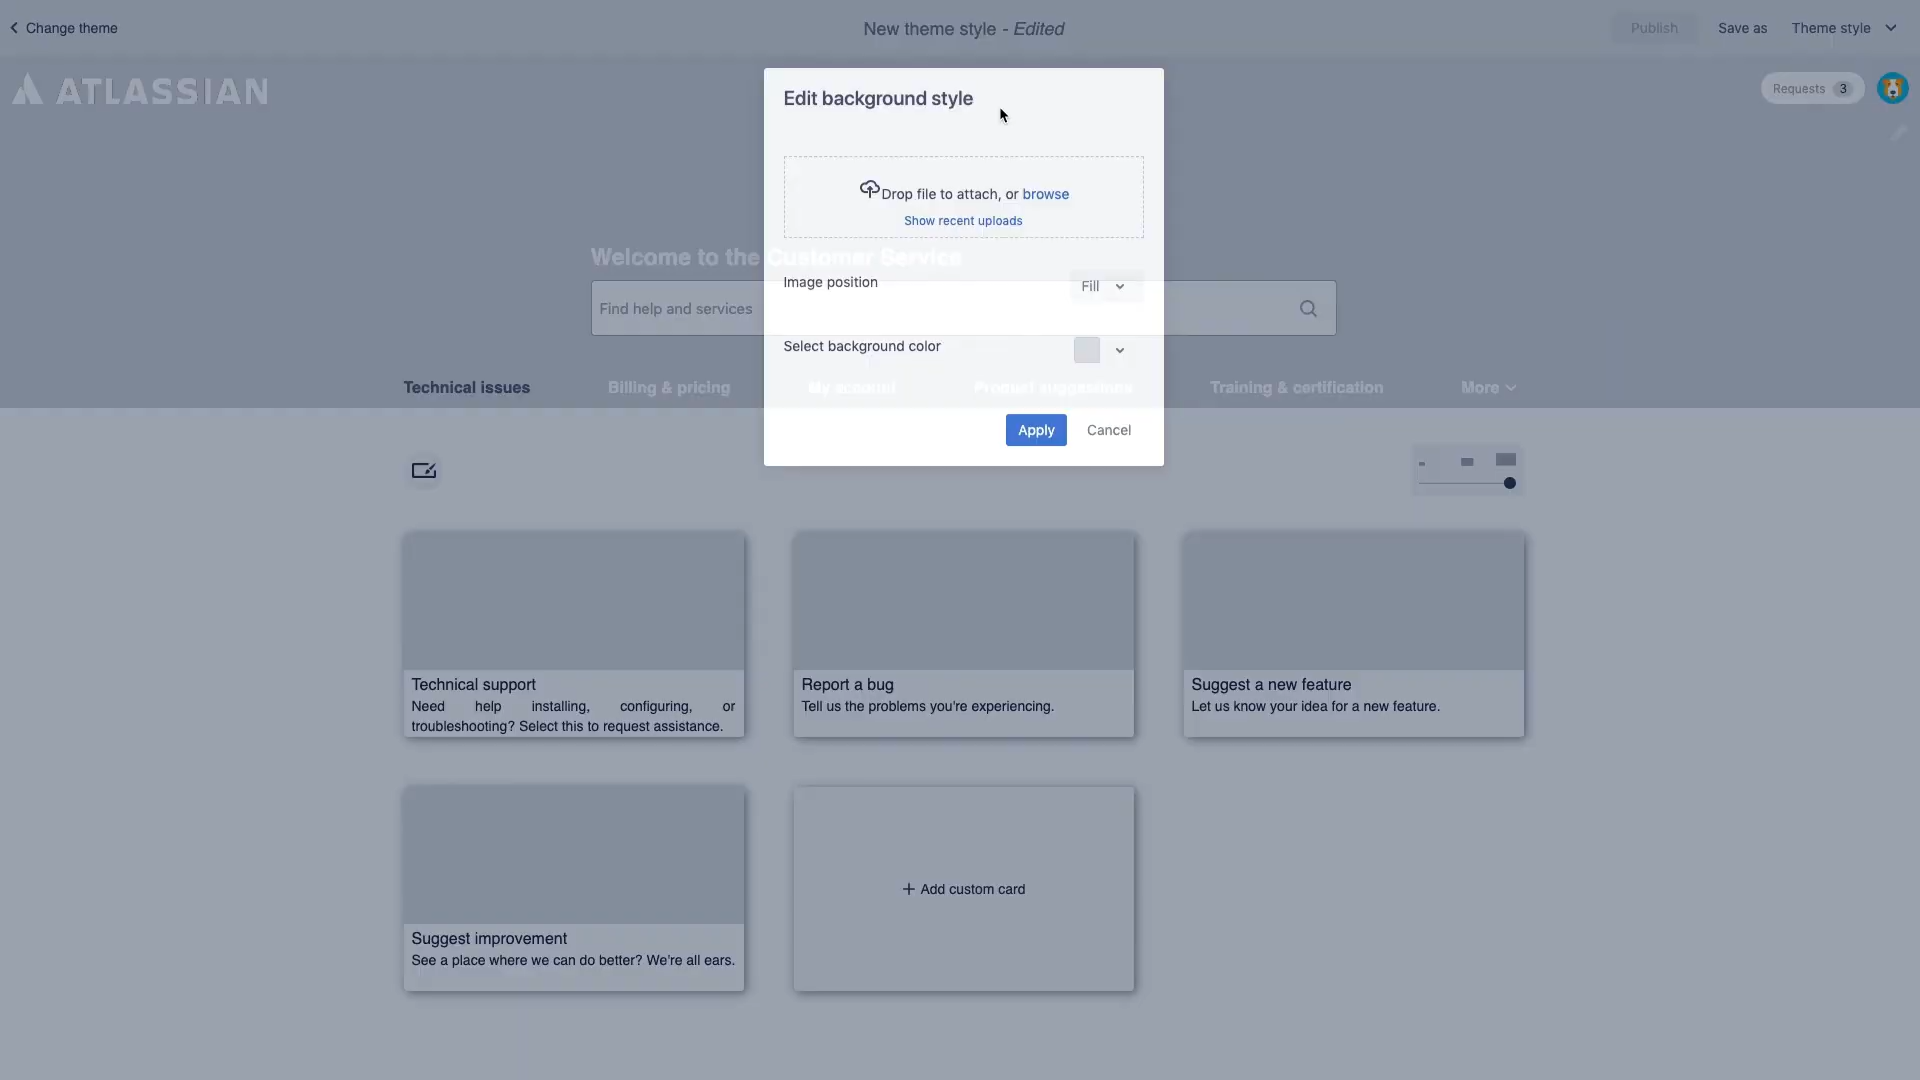 Change theme
New theme style - Edited
Publish
Save as
Theme style
ATLASSIAN
Requests 3
Edit background style
Drop file to attach, or browse
Show recent uploads
Welcome to the Customer Service
Image position
Fill
Find help and services
Select background color
Technical issues
Billing & pricing
My account
Product suggestions
Training & certification
More
Apply
Cancel
Technical support
Need help installing, configuring, or
troubleshooting? Select this to request assistance.
Report a bug
Tell us the problems you're experiencing.
Suggest a new feature
Let us know your idea for a new feature.
Suggest improvement
See a place where we can do better? We're all ears.
Add custom card